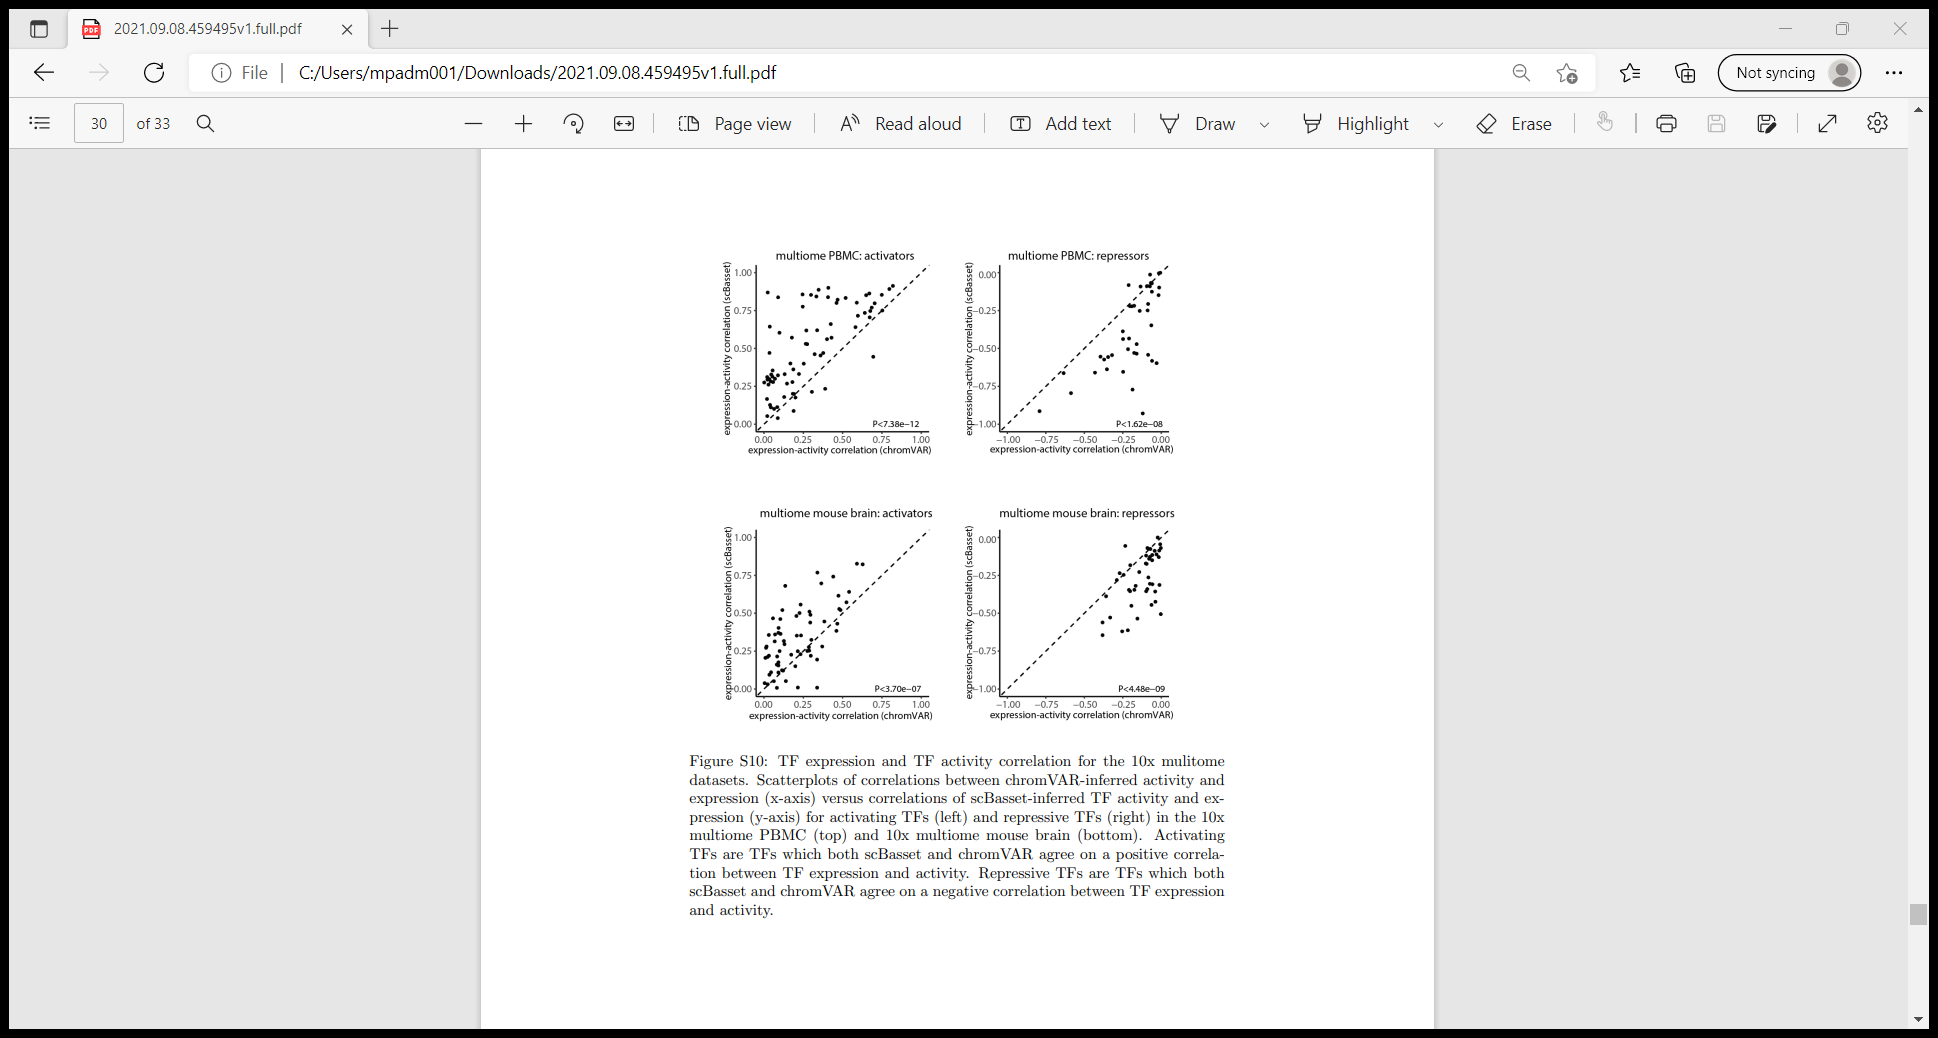 2021.09.08.459495v1.full.pdf
File
C:/Users/mpadm001/Downloads/2021.09.08.459495v1.full.pdf
Not syncing
30 of 33
Page view
Read aloud
Add text
Draw
Highlight
Erase
multiome PBMC: activators
expression-activity correlation (scBasset)
1.00
0.75
0.50
0.25
0.00
P<7.38e−12
0.00 0.25 0.50 0.75 1.00
expression-activity correlation (chromVAR)
multiome PBMC: repressors
expression-activity correlation (scBasset)
0.00
−0.25
−0.50
−0.75
−1.00
P<1.62e−08
−1.00 −0.75 −0.50 −0.25 0.00
expression-activity correlation (chromVAR)
multiome mouse brain: activators
expression-activity correlation (scBasset)
1.00
0.75
0.50
0.25
0.00
P<3.70e−07
0.00 0.25 0.50 0.75 1.00
expression-activity correlation (chromVAR)
multiome mouse brain: repressors
expression-activity correlation (scBasset)
0.00
−0.25
−0.50
−0.75
−1.00
P<4.48e−09
−1.00 −0.75 −0.50 −0.25 0.00
expression-activity correlation (chromVAR)
Figure S10: TF expression and TF activity correlation for the 10x mulitome
datasets. Scatterplots of correlations between chromVAR-inferred activity and
expression (x-axis) versus correlations of scBasset-inferred TF activity and ex-
pression (y-axis) for activating TFs (left) and repressive TFs (right) in the 10x
multiome PBMC (top) and 10x multiome mouse brain (bottom). Activating
TFs are TFs which both scBasset and chromVAR agree on a positive correla-
tion between TF expression and activity. Repressive TFs are TFs which both
scBasset and chromVAR agree on a negative correlation between TF expression
and activity.